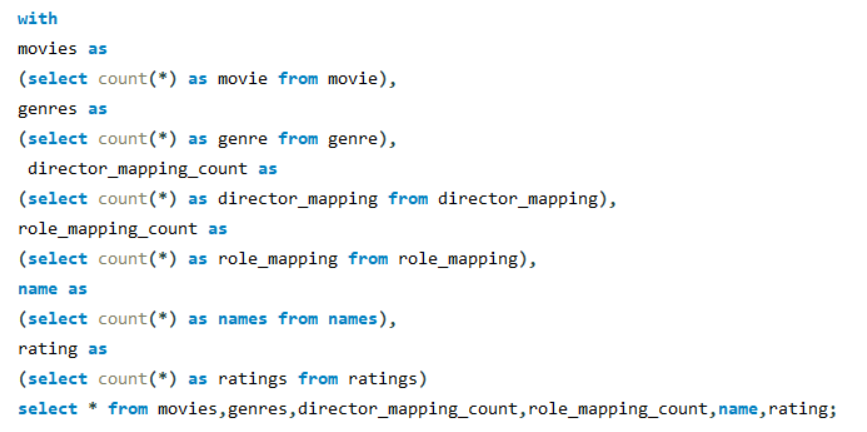 with
movies as
(select count(*) as movie from movie),
genres as
(select count(*) as genre from genre),
director_mapping_count as
(select count(*) as director_mapping from director_mapping),
role_mapping_count as
(select count(*) as role_mapping from role_mapping),
name as
(select count(*) as names from names),
rating as
(select count(*) as ratings from ratings)
select * from movies,genres,director_mapping_count,role_mapping_count,name,rating;